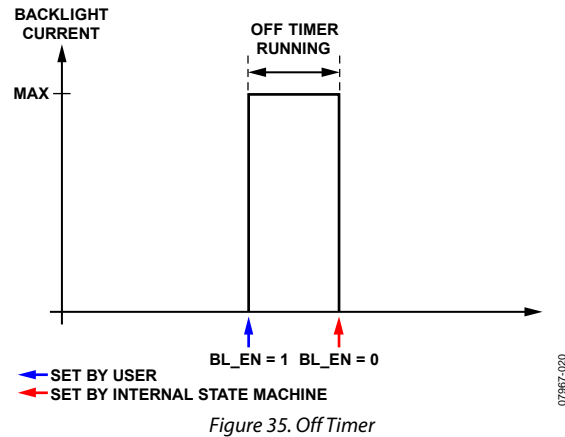 BACKLIGHT
CURRENT
OFF TIMER
RUNNING
MAX
BL_EN = 1 BL_EN = 0
SET BY USER
SET BY INTERNAL STATE MACHINE
07967-020
Figure 35. Off Timer